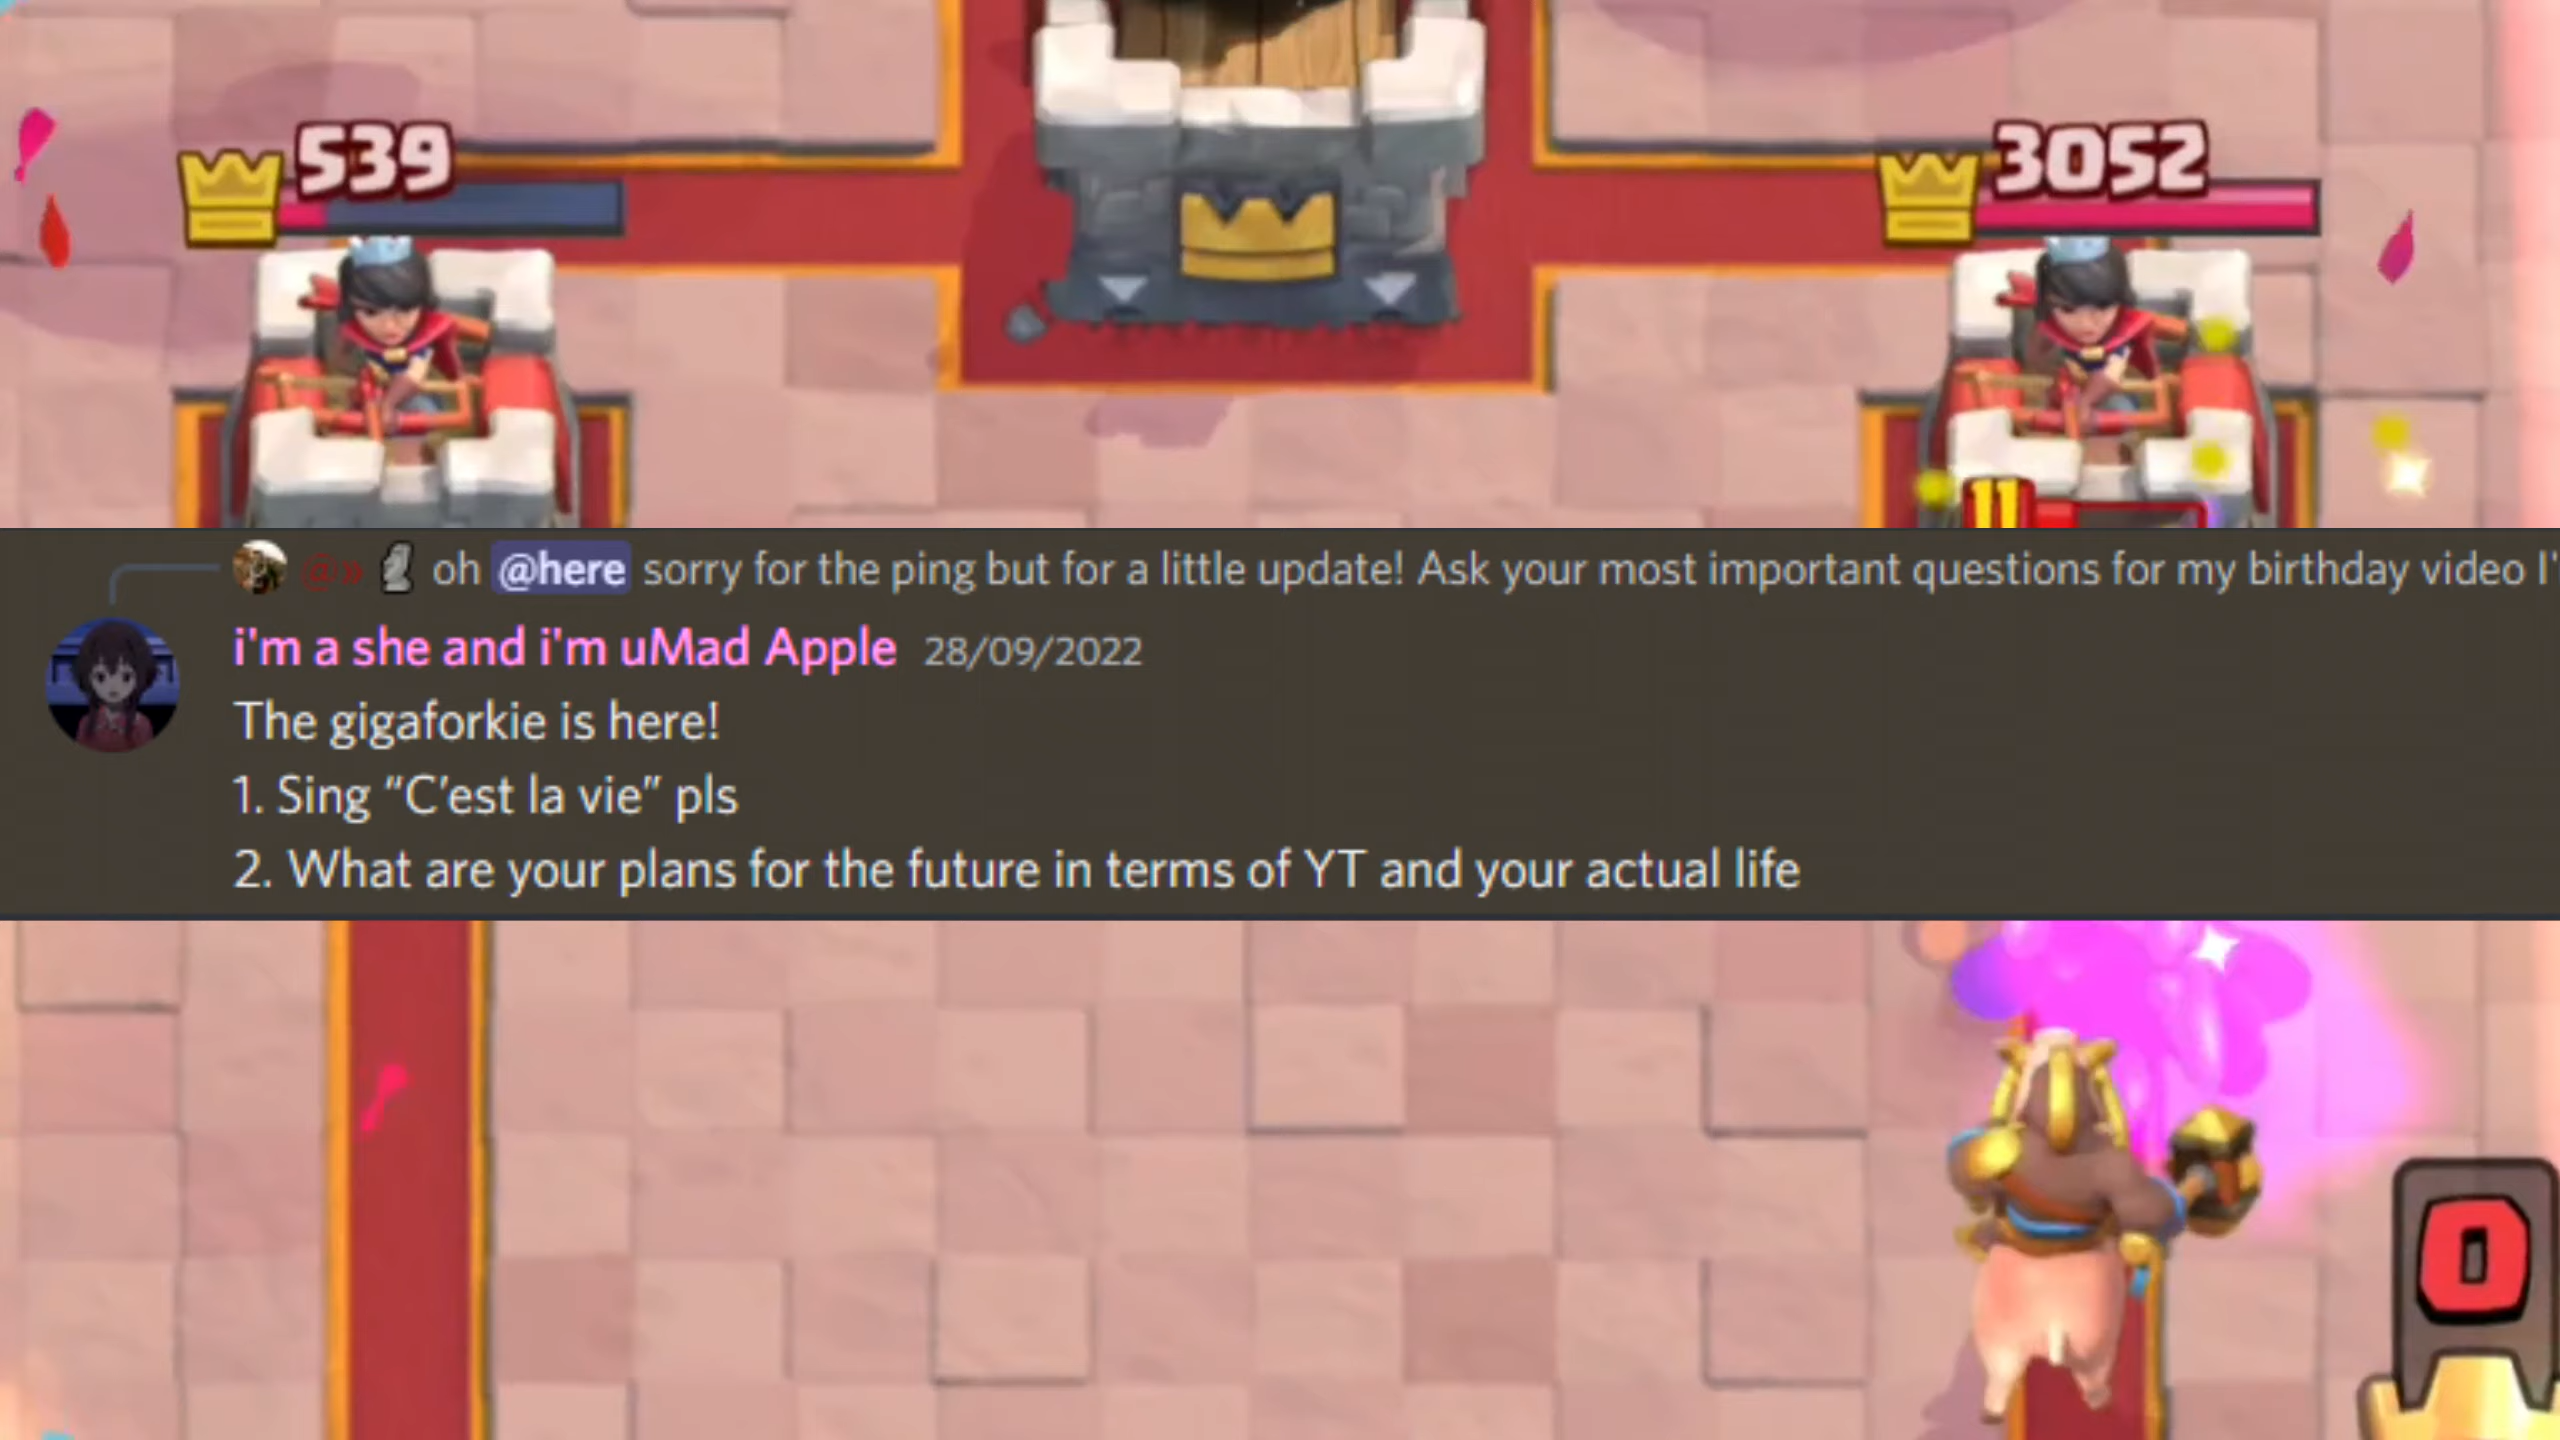 539
3052
11
oh @here sorry for the ping but for a little update! Ask your most important questions for my birthday video I'
i'm a she and i'm uMad Apple 28/09/2022
The gigaforkie is here!
1. Sing “C’est la vie” pls
2. What are your plans for the future in terms of YT and your actual life
0